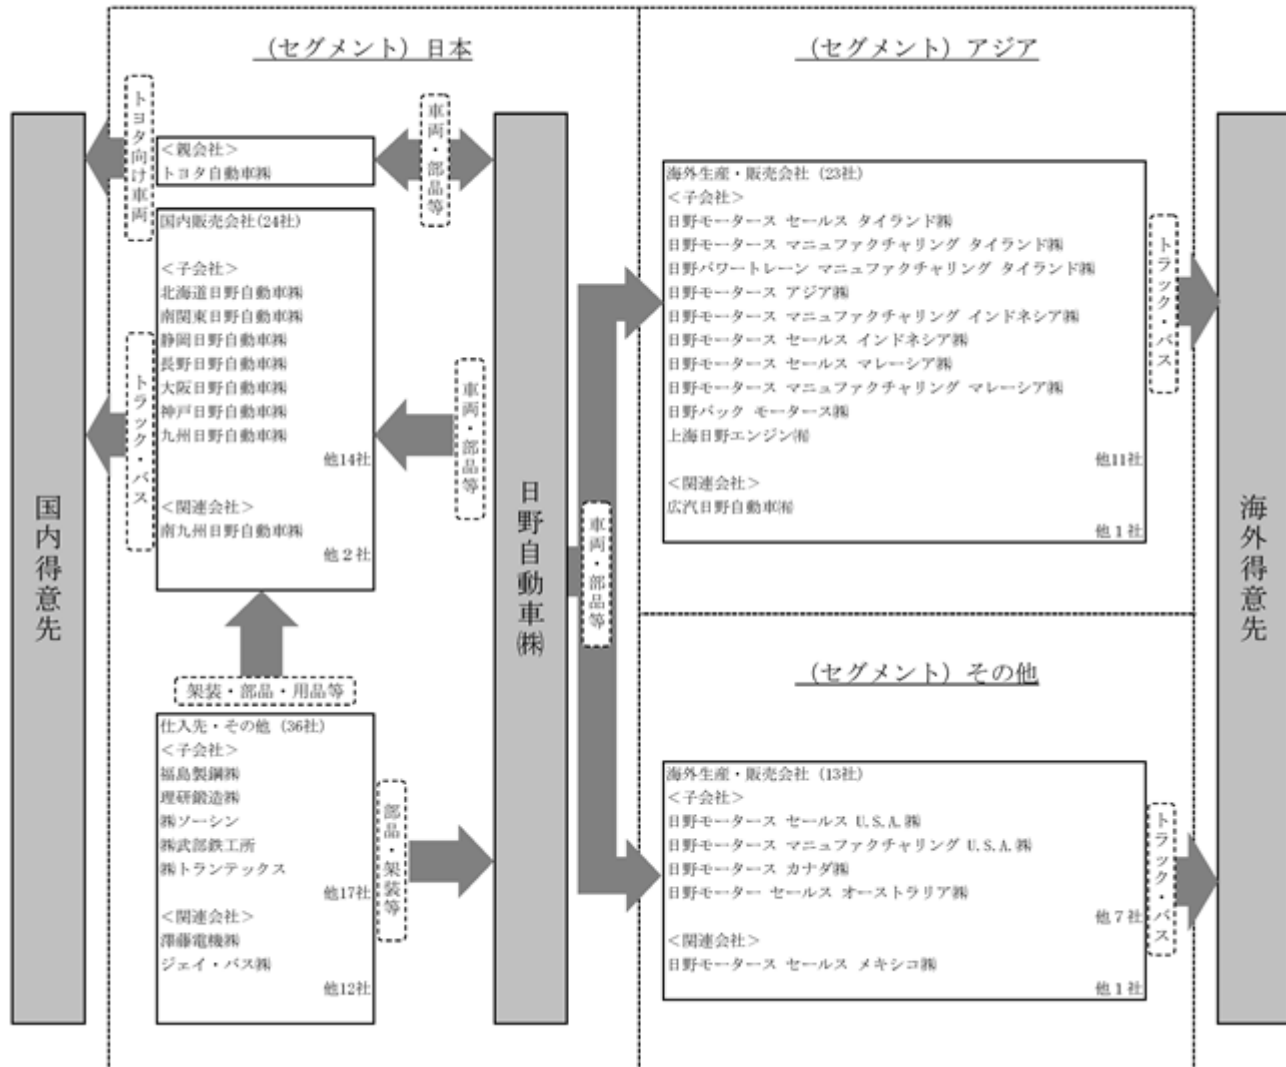 (セグメント) 日本
(セグメント) アジア
トヨタ向け車両
車両・部品等
＜親会社＞
トヨタ自動車㈱
国内販売会社(24社)
＜子会社＞
北海道日野自動車㈱
南関東日野自動車㈱
静岡日野自動車㈱
長野日野自動車㈱
大阪日野自動車㈱
神戸日野自動車㈱
九州日野自動車㈱
他14社
＜関連会社＞
南九州日野自動車㈱
他２社
トラック・バス
車両・部品等
国内得意先
日野自動車㈱
架装・部品・用品等
仕入先・その他 (36社)
＜子会社＞
福島製鋼㈱
理研鍛造㈱
㈱ソーシン
㈱武部鉄工所
㈱トランテックス
他17社
＜関連会社＞
澤藤電機㈱
ジェイ・バス㈱
他12社
部品・架装等
車両・部品等
海外生産・販売会社 (23社)
＜子会社＞
日野モータース セールス タイランド㈱
日野モータース マニュファクチャリング タイランド㈱
日野パワートレーン マニュファクチャリング タイランド㈱
日野モータース アジア㈱
日野モータース マニュファクチャリング インドネシア㈱
日野モータース セールス インドネシア㈱
日野モータース セールス マレーシア㈱
日野モータース マニュファクチャリング マレーシア㈱
日野パック モータース㈱
上海日野エンジン㈲
他11社
＜関連会社＞
広汽日野自動車㈲
他１社
トラック・バス
海外得意先
(セグメント) その他
海外生産・販売会社 (13社)
＜子会社＞
日野モータース セールス U.S.A.㈱
日野モータース マニュファクチャリング U.S.A.㈱
日野モータース カナダ㈱
日野モーター セールス オーストラリア㈱
他７社
＜関連会社＞
日野モータース セールス メキシコ㈱
他１社
トラック・バス